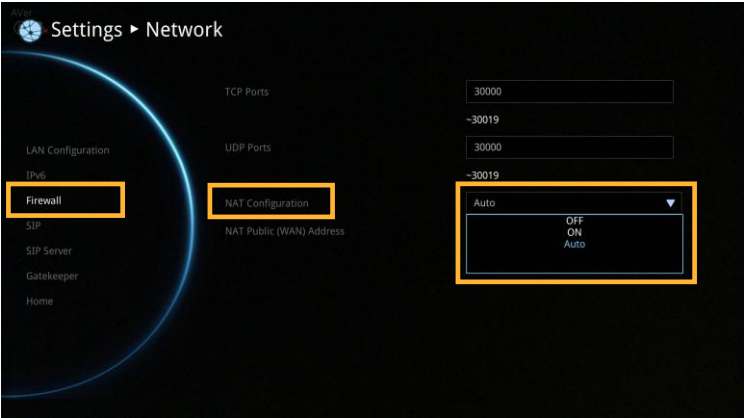 AVer
Settings ▸ Network
TCP Ports
30000
~30019
LAN Configuration
UDP Ports
30000
IPv6
~30019
Firewall
NAT Configuration
Auto
SIP
NAT Public (WAN) Address
OFF
ON
Auto
SIP Server
Gatekeeper
Home